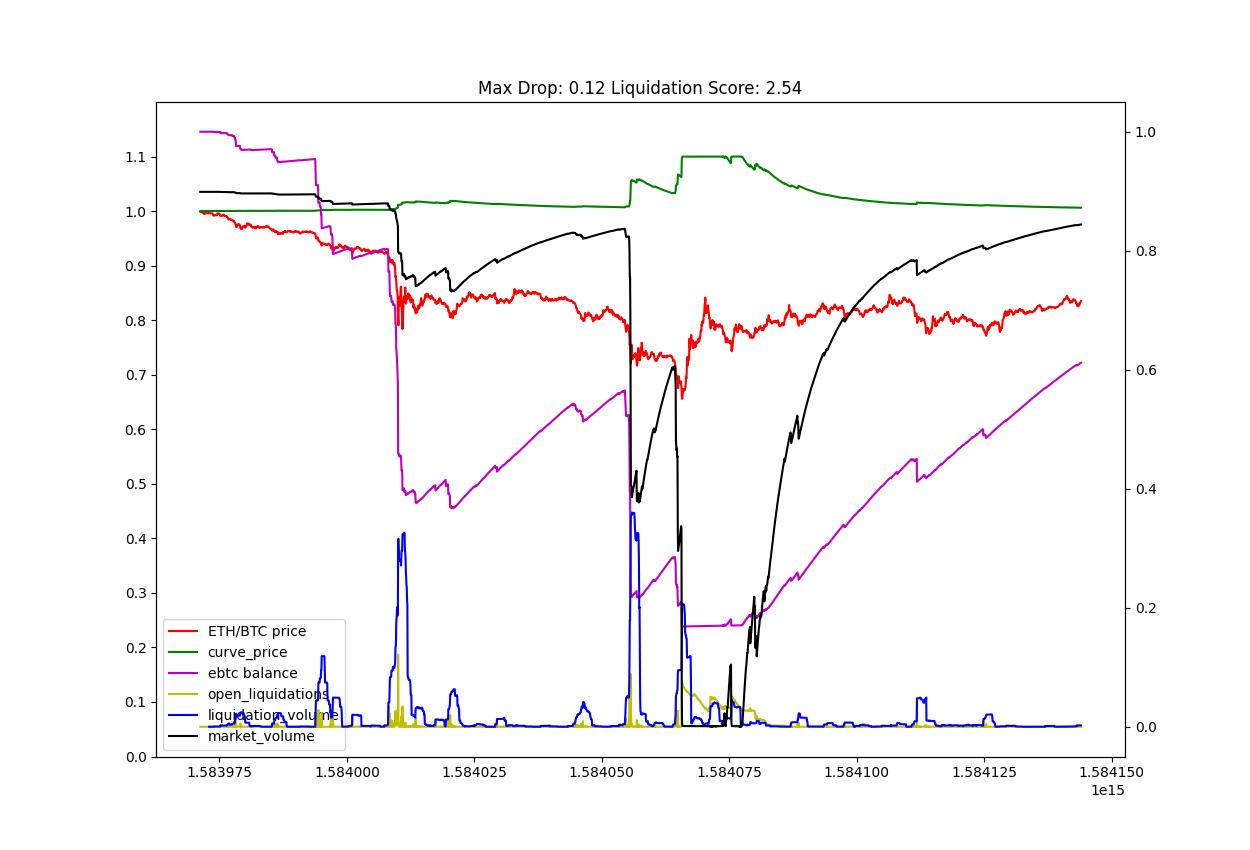 Max Drop: 0.12 Liquidation Score: 2.54
1.1
1.0
0.9
0.8
0.7
0.6
0.5
0.4
0.3
0.2
0.1
0.0
1.0
0.8
0.6
0.4
0.2
0.0
ETH/BTC price
curve_price
ebtc balance
open_liquidations
liquidation_volume
market_volume
1.583975 1.584000 1.584025 1.584050 1.584075 1.584100 1.584125 1.584150
1e15